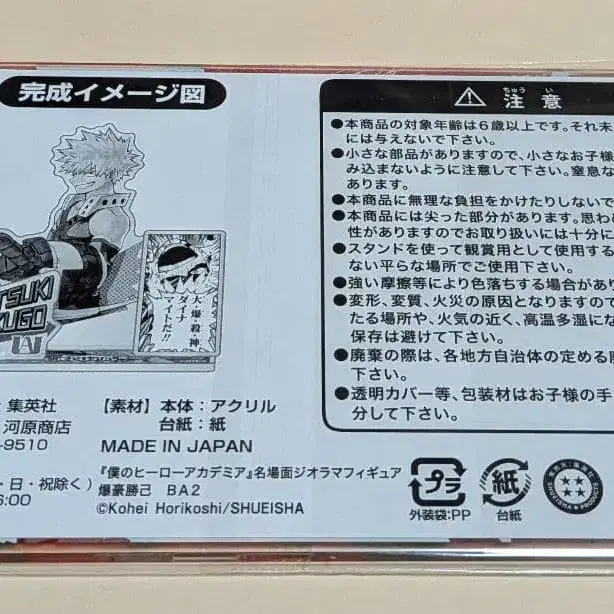 完成イメージ図
TSUKI
KUGO
大・爆・殺・神
ダイナ
マイトだ!!
集英社
河原商店
-9510
・日・祝除く)
6:00
【素材】本体：アクリル
台紙：紙
MADE IN JAPAN
『僕のヒーローアカデミア』名場面ジオラマフィギュア
爆豪勝己 BA2
©Kohei Horikoshi/SHUEISHA
ちゅう い
注 意
●本商品の対象年齢は6歳以上です。それ未
には与えないで下さい。
●小さな部品がありますので、小さなお子様
み込まないように注意して下さい。窒息な
あります。
●本商品に無理な負担をかけたりしないで
●本商品には尖った部分があります。思わ
性がありますのでお取り扱いには十分に
●スタンドを使って観賞用として使用する
ない平らな場所でご使用下さい。
●強い摩擦等により色落ちする場合があり
●変形、変質、火災の原因となりますので
たる場所や、火気の近く、高温多湿にな
保存は避けて下さい。
●廃棄の際は、各地方自治体の定める廃
下さい。
●透明カバー等、包装材はお子様の手
分して下さい。
プラ
外装袋:PP
紙
台紙
SHUEISHA